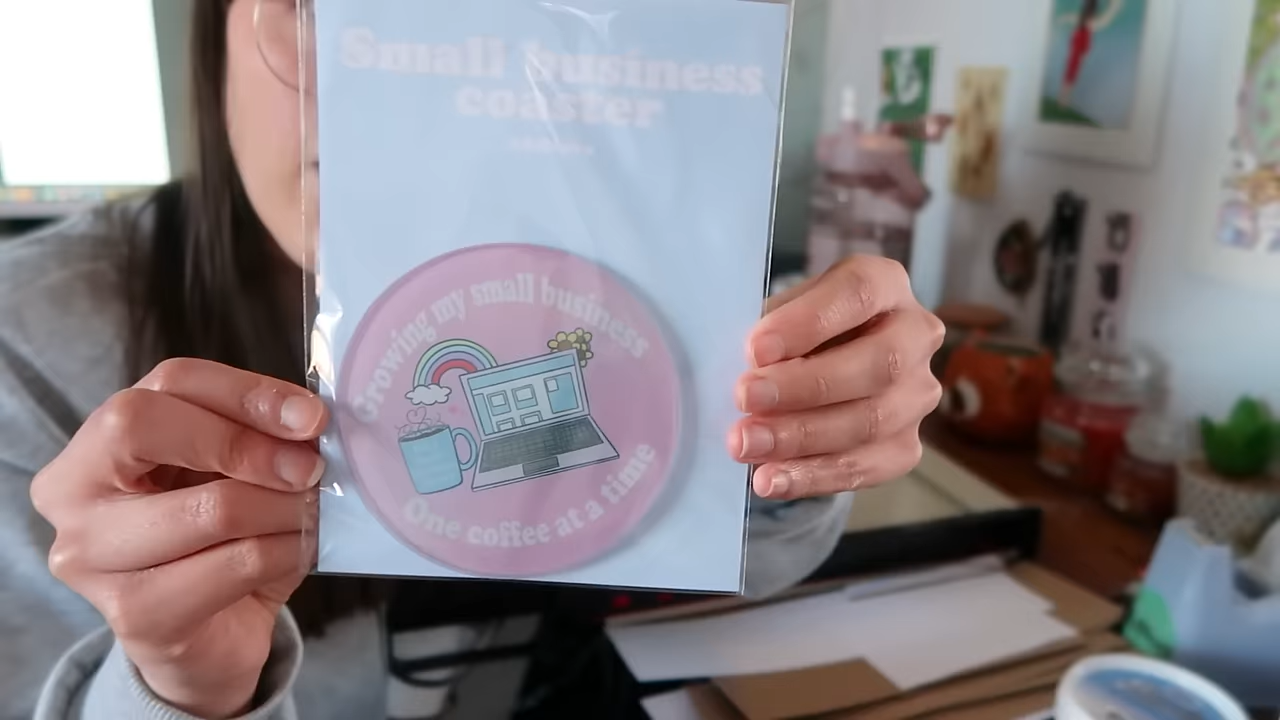 Small business
coaster
Growing my small business
One coffee at a time